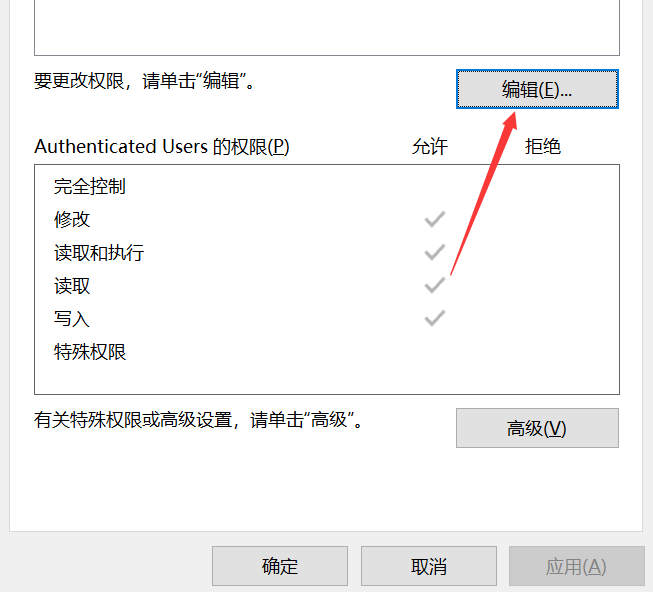 要更改权限，请单击“编辑”。
编辑(E)...
Authenticated Users 的权限(P) 允许 拒绝
完全控制
修改
读取和执行
读取
写入
特殊权限
有关特殊权限或高级设置，请单击“高级”。
高级(V)
确定 取消 应用(A)